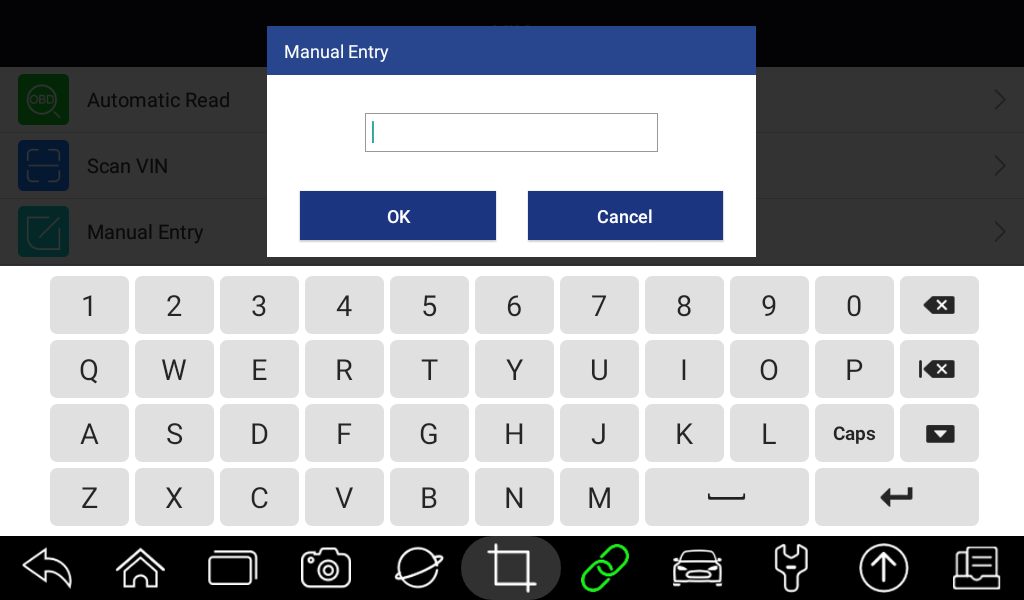 Manual Entry
OBD
Automatic Read
Scan VIN
Manual Entry
OK Cancel
1 2 3 4 5 6 7 8 9 0
Q W E R T Y U I O P
A S D F G H J K L Caps
Z X C V B N M